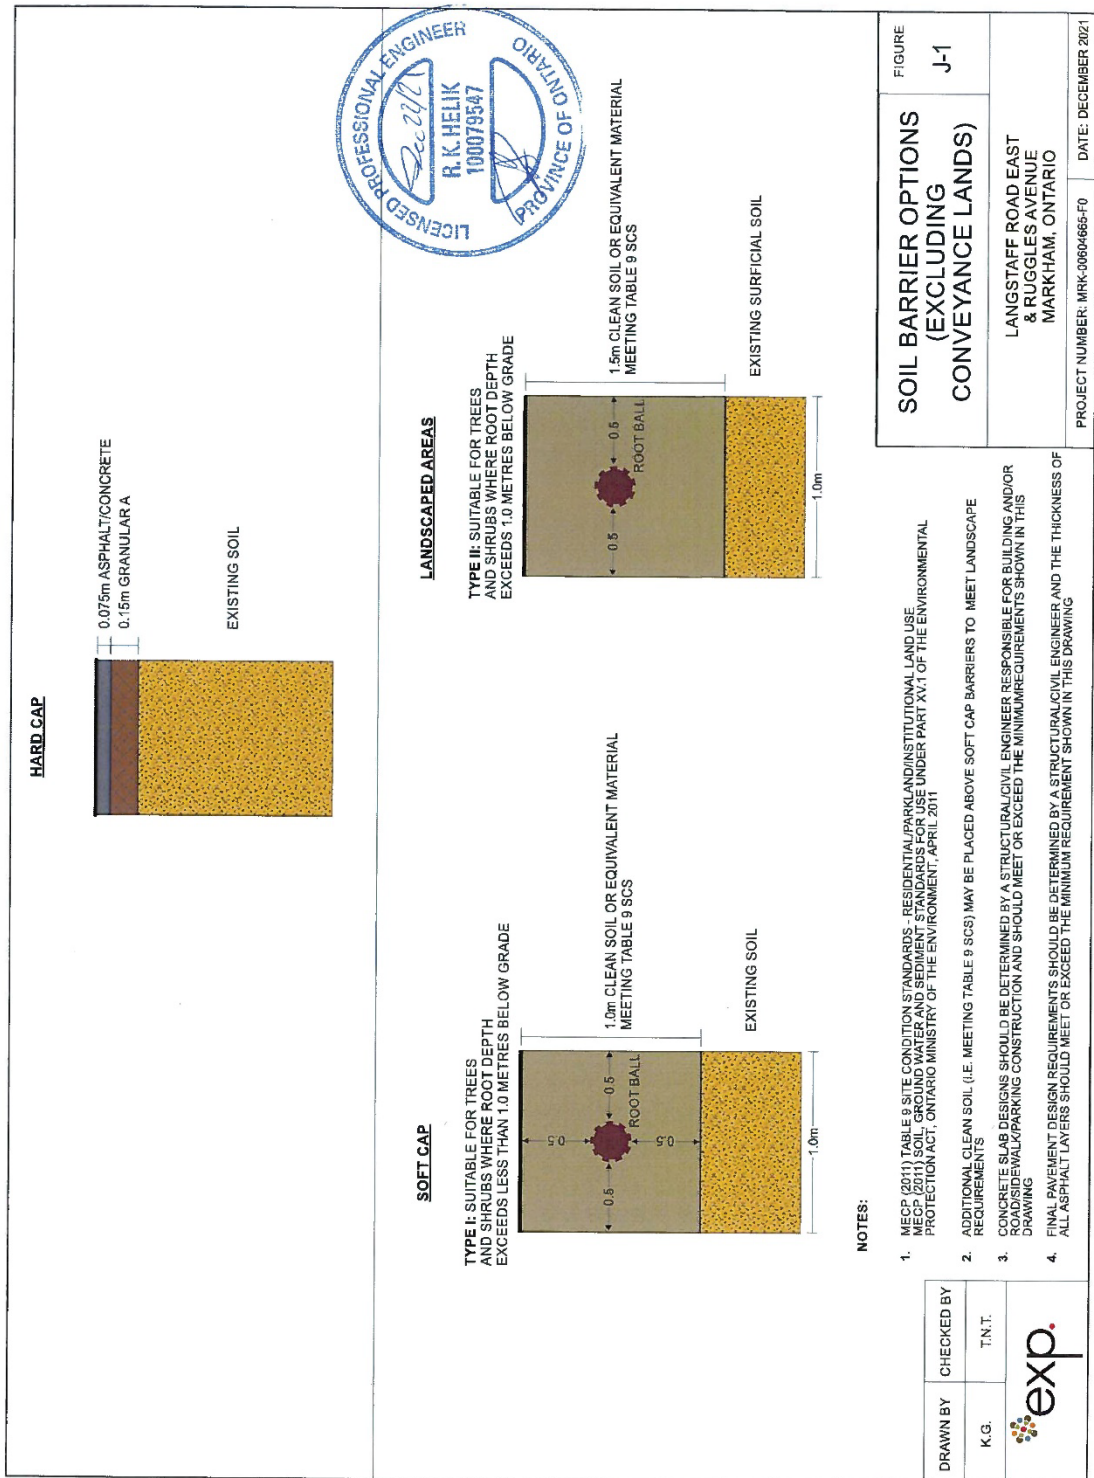 HARD CAP
0.075m ASPHALT/CONCRETE
0.15m GRANULAR A
EXISTING SOIL
LICENSED PROFESSIONAL ENGINEER
R. K. HELIK
100079547
PROVINCE OF ONTARIO
SOFT CAP
TYPE I: SUITABLE FOR TREES
AND SHRUBS WHERE ROOT DEPTH
EXCEEDS LESS THAN 1.0 METRES BELOW GRADE
0.5
0.5
0.5
0.5
ROOT BALL
1.0m CLEAN SOIL OR EQUIVALENT MATERIAL
MEETING TABLE 9 SCS
EXISTING SOIL
1.0m
LANDSCAPED AREAS
TYPE II: SUITABLE FOR TREES
AND SHRUBS WHERE ROOT DEPTH
EXCEEDS 1.0 METRES BELOW GRADE
0.5
0.5
ROOT BALL
1.5m CLEAN SOIL OR EQUIVALENT MATERIAL
MEETING TABLE 9 SCS
EXISTING SURFICIAL SOIL
1.0m
NOTES:
1. MECP (2011) TABLE 9 SITE CONDITION STANDARDS - RESIDENTIAL/PARKLAND/INSTITUTIONAL LAND USE
MECP (2011) SOIL, GROUND WATER AND SEDIMENT STANDARDS FOR USE UNDER PART XV.1 OF THE ENVIRONMENTAL
PROTECTION ACT, ONTARIO MINISTRY OF THE ENVIRONMENT, APRIL 2011
2. ADDITIONAL CLEAN SOIL (I.E. MEETING TABLE 9 SCS) MAY BE PLACED ABOVE SOFT CAP BARRIERS TO MEET LANDSCAPE
REQUIREMENTS
3. CONCRETE SLAB DESIGNS SHOULD BE DETERMINED BY A STRUCTURAL/CIVIL ENGINEER RESPONSIBLE FOR BUILDING AND/OR
ROAD/SIDEWALK/PARKING CONSTRUCTION AND SHOULD MEET OR EXCEED THE MINIMUMREQUIREMENTS SHOWN IN THIS
DRAWING
4. FINAL PAVEMENT DESIGN REQUIREMENTS SHOULD BE DETERMINED BY A STRUCTURAL/CIVIL ENGINEER AND THE THICKNESS OF
ALL ASPHALT LAYERS SHOULD MEET OR EXCEED THE MINIMUM REQUIREMENT SHOWN IN THIS DRAWING
DRAWN BY
CHECKED BY
K.G.
T.N.T.
exp.
SOIL BARRIER OPTIONS
(EXCLUDING
CONVEYANCE LANDS)
FIGURE
J-1
LANGSTAFF ROAD EAST
& RUGGLES AVENUE
MARKHAM, ONTARIO
PROJECT NUMBER: MRK-00604665-F0
DATE: DECEMBER 2021